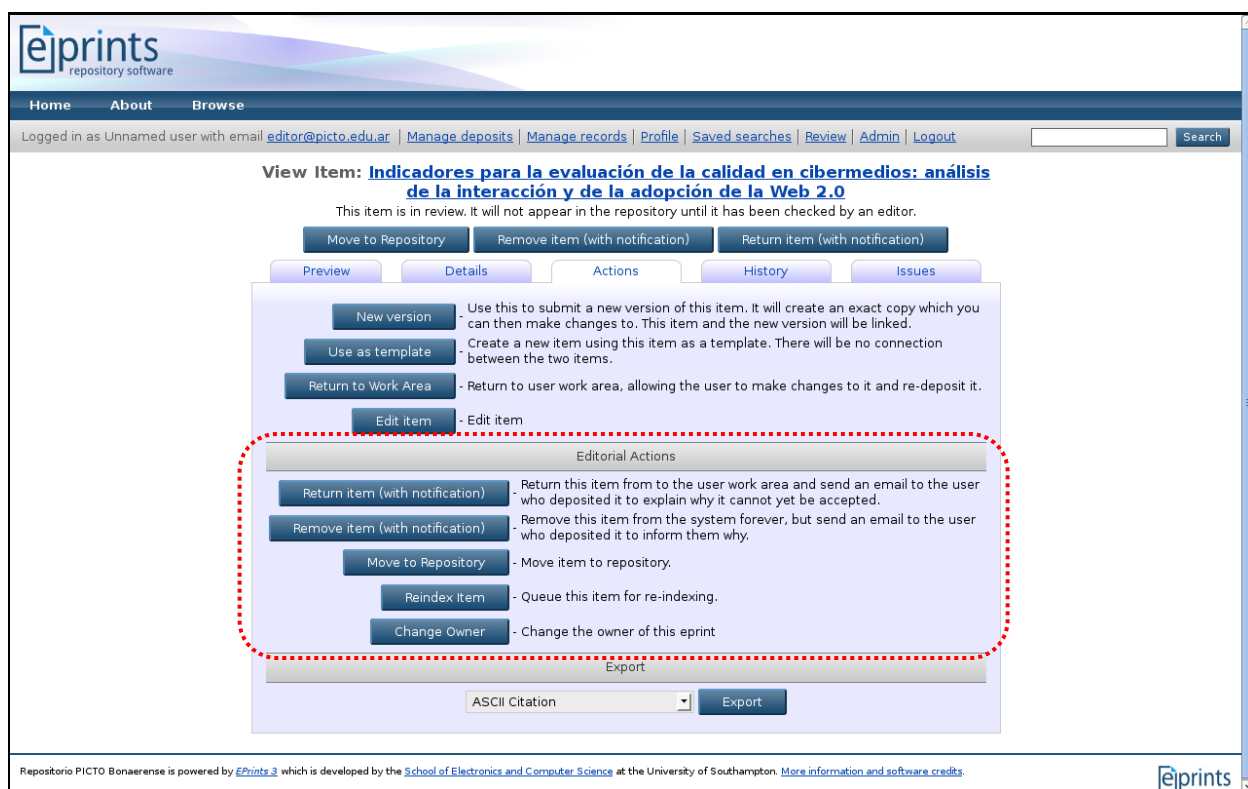 eprints
repository software
Home About Browse
Logged in as Unnamed user with email editor@picto.edu.ar | Manage deposits | Manage records | Profile | Saved searches | Review | Admin | Logout Search
View Item: Indicadores para la evaluación de la calidad en cibermedios: análisis
de la interacción y de la adopción de la Web 2.0
This item is in review. It will not appear in the repository until it has been checked by an editor.
Move to Repository Remove item (with notification) Return item (with notification)
Preview Details Actions History Issues
New version - Use this to submit a new version of this item. It will create an exact copy which you
can then make changes to. This item and the new version will be linked.
Use as template - Create a new item using this item as a template. There will be no connection
between the two items.
Return to Work Area - Return to user work area, allowing the user to make changes to it and re-deposit it.
Edit item - Edit item
Editorial Actions
Return item (with notification) - Return this item from to the user work area and send an email to the user
who deposited it to explain why it cannot yet be accepted.
Remove item (with notification) - Remove this item from the system forever, but send an email to the user
who deposited it to inform them why.
Move to Repository - Move item to repository.
Reindex Item - Queue this item for re-indexing.
Change Owner - Change the owner of this eprint
Export
ASCII Citation Export
Repositorio PICTO Bonaerense is powered by EPrints 3 which is developed by the School of Electronics and Computer Science at the University of Southampton. More information and software credits.
eprints